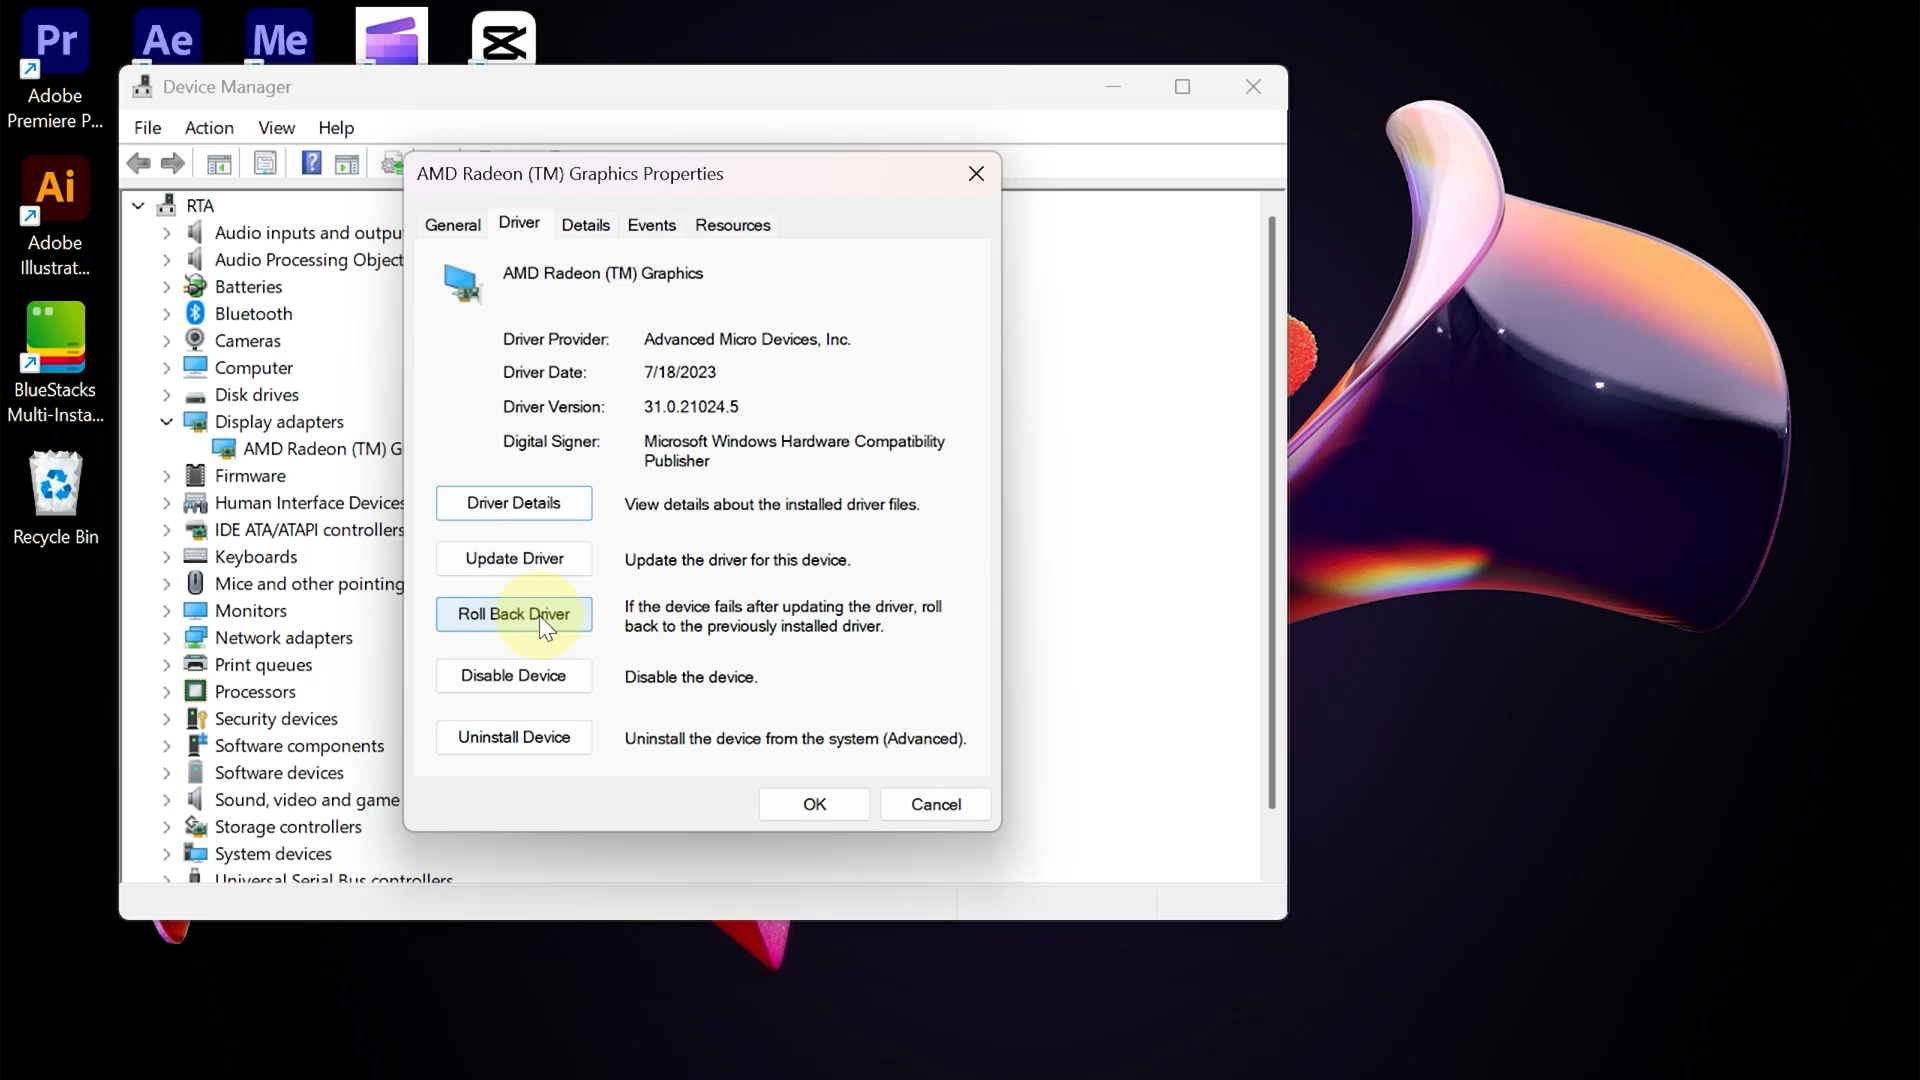 Pr
Ae
Me
Adobe
Premiere P...
Ai
Adobe
Illustrat...
BlueStacks
Multi-Insta...
Recycle Bin
Device Manager
File Action View Help
RTA
Audio inputs and outpu
Audio Processing Object
Batteries
Bluetooth
Cameras
Computer
Disk drives
Display adapters
AMD Radeon (TM) G
Firmware
Human Interface Devices
IDE ATA/ATAPI controllers
Keyboards
Mice and other pointing
Monitors
Network adapters
Print queues
Processors
Security devices
Software components
Software devices
Sound, video and game
Storage controllers
System devices
Universal Serial Bus controllers
AMD Radeon (TM) Graphics Properties
General Driver Details Events Resources
AMD Radeon (TM) Graphics
Driver Provider: Advanced Micro Devices, Inc.
Driver Date: 7/18/2023
Driver Version: 31.0.21024.5
Digital Signer: Microsoft Windows Hardware Compatibility
Publisher
Driver Details View details about the installed driver files.
Update Driver Update the driver for this device.
Roll Back Driver If the device fails after updating the driver, roll
back to the previously installed driver.
Disable Device Disable the device.
Uninstall Device Uninstall the device from the system (Advanced).
OK Cancel